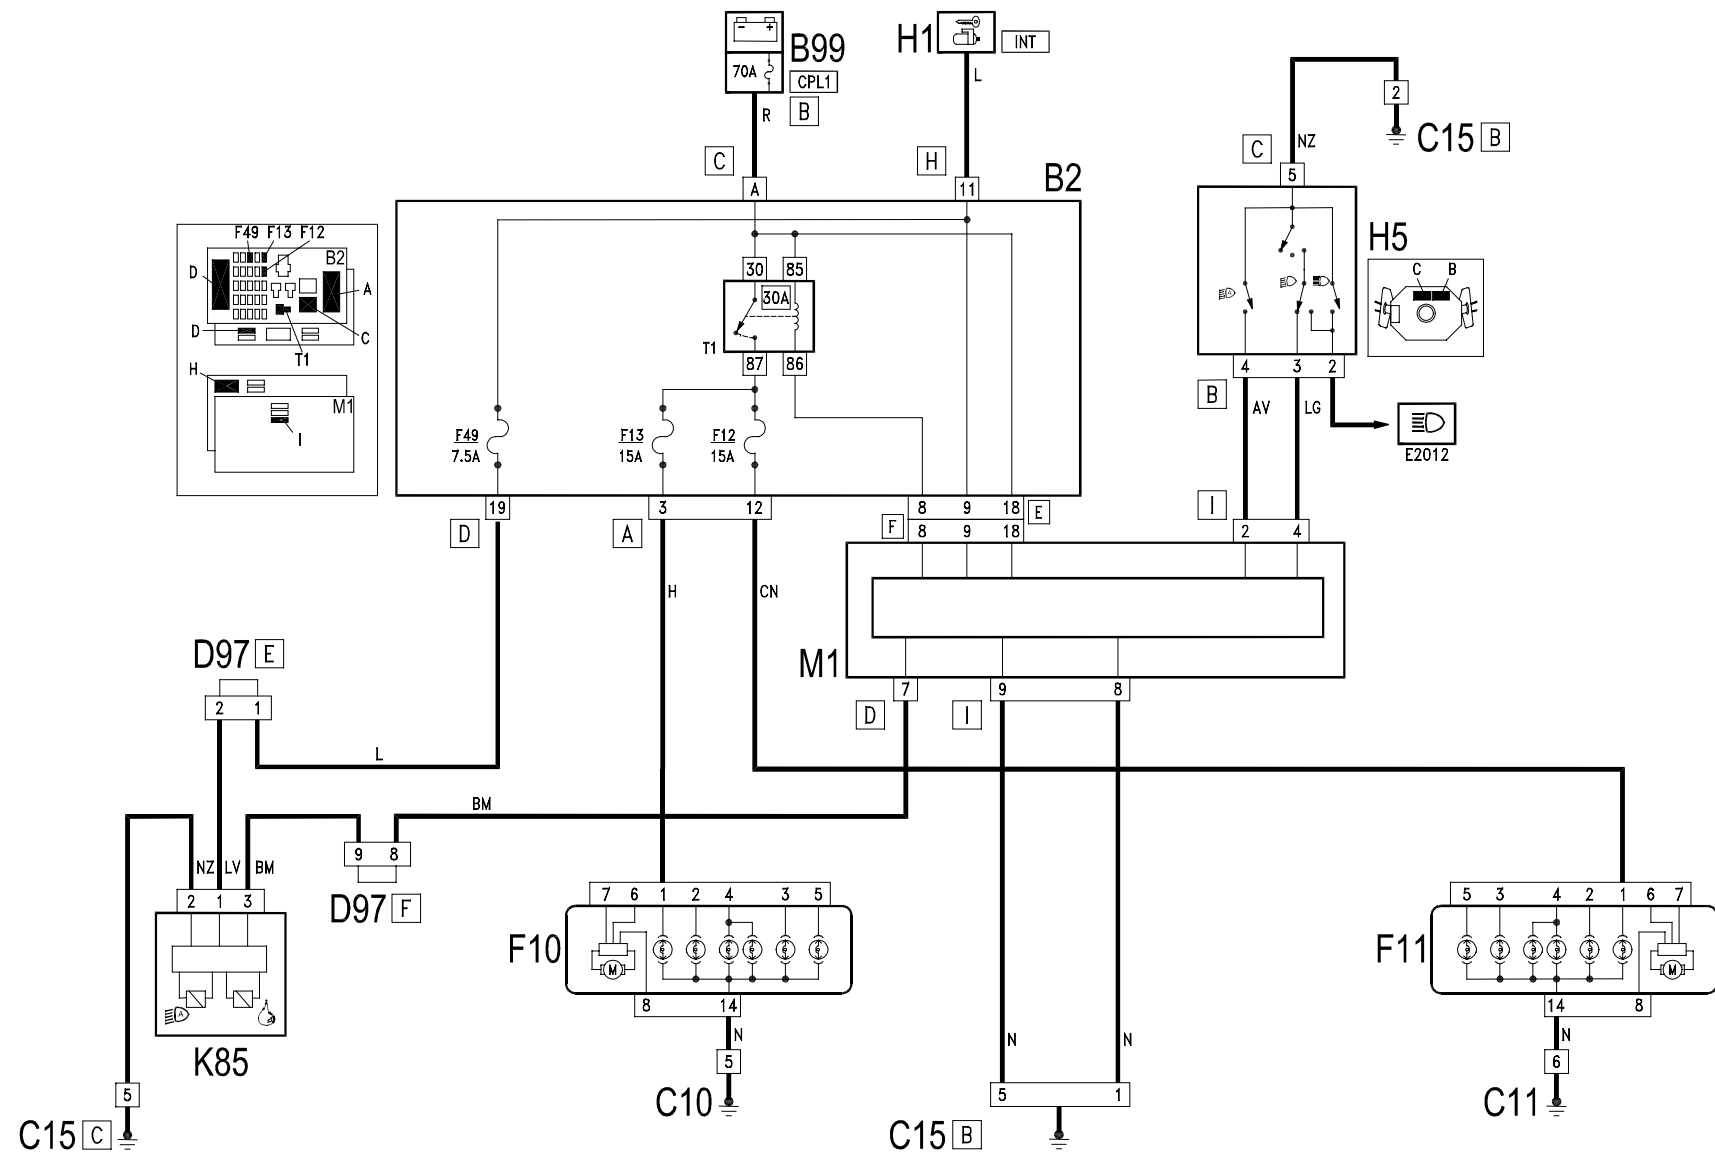 - +
B99
70A
CPL1
B
R
H1
INT
L
2
C15 B
NZ
C
5
C
A
H
11
B2
F49 F13 F12
B2
D
A
D
C
T1
H
M1
I
30 85
30A
T1
87 86
F49
7.5A
F13
15A
F12
15A
H5
C B
A
4 3 2
B
AV
LG
E2012
19
D
3 12
A
8 9 18
E
F
8 9 18
I
2 4
H
CN
M1
7
D
9 8
I
D97 E
2 1
L
BM
9 8
D97 F
NZ
LV
BM
2 1 3
A
K85
5
C15 C
7 6 1 2 4 3 5
F10
M
8 14
N
5
C10
N
N
5 1
C15 B
5 3 4 2 1 6 7
F11
M
14 8
N
6
C11